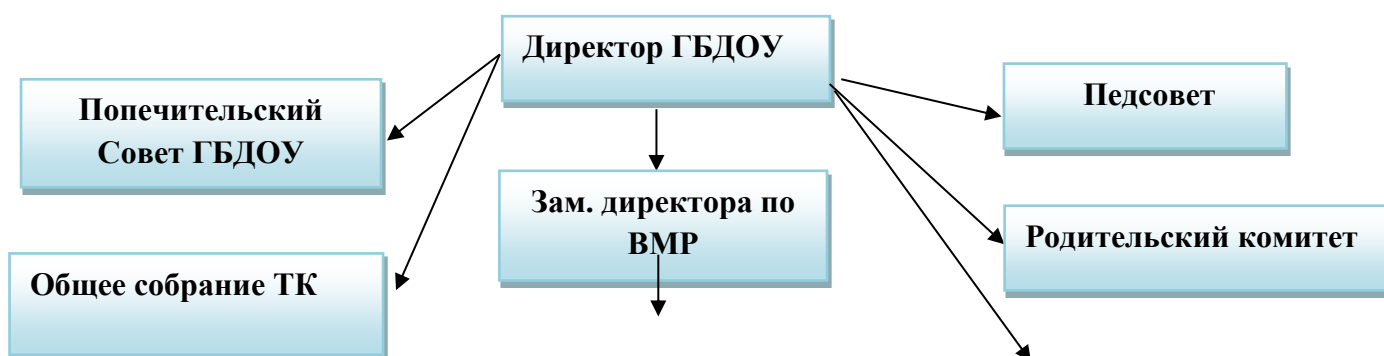 Директор ГБДОУ
Попечительский
Совет ГБДОУ
Педсовет
Зам. директора по
ВМР
Родительский комитет
Общее собрание ТК